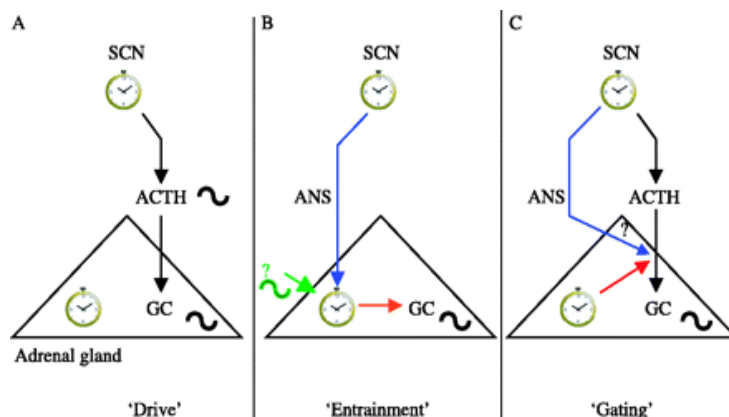 A
SCN
ACTH
GC
Adrenal gland
'Drive'
B
SCN
ANS
?
GC
'Entrainment'
C
SCN
ANS
ACTH
?
GC
'Gating'